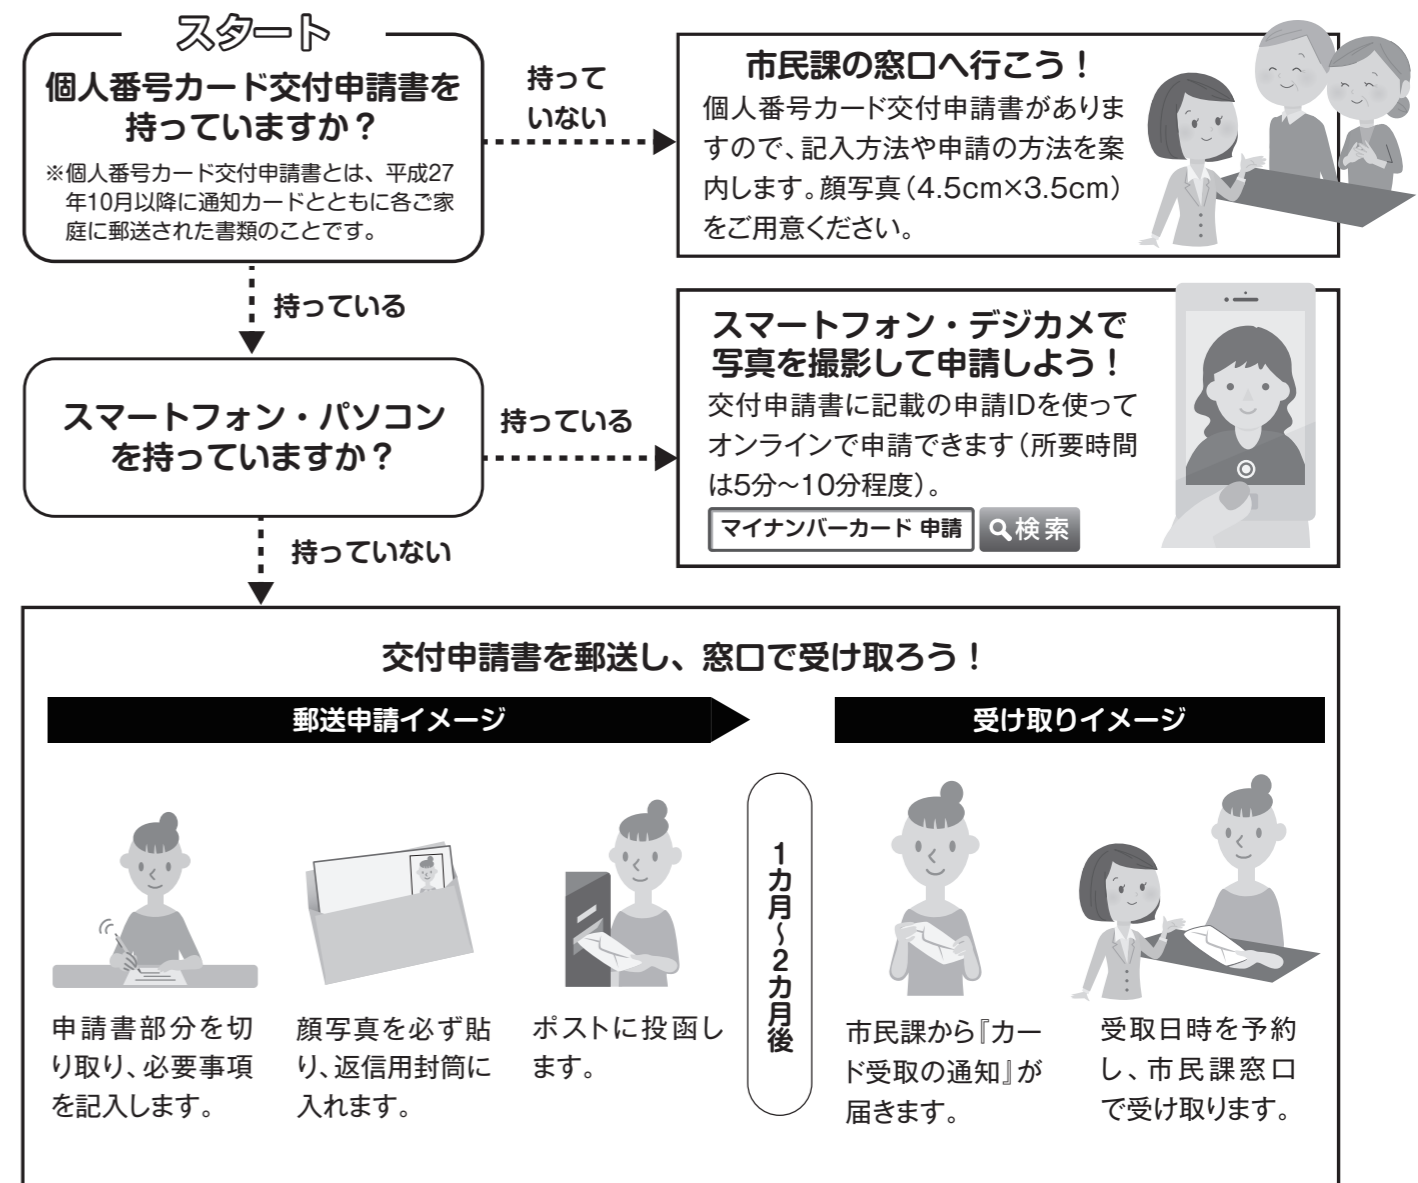 スタート
個人番号カード交付申請書を
持っていますか？
※個人番号カード交付申請書とは、平成27
年10月以降に通知カードとともに各ご家
庭に郵送された書類のことです。
持って
いない
市民課の窓口へ行こう！
個人番号カード交付申請書がありま
すので、記入方法や申請の方法を案
内します。顔写真（4.5cm×3.5cm）
をご用意ください。
持っている
スマートフォン・パソコン
を持っていますか？
持っている
スマートフォン・デジカメで
写真を撮影して申請しよう！
交付申請書に記載の申請IDを使って
オンラインで申請できます（所要時間
は5分～10分程度）。
マイナンバーカード 申請
検索
持っていない
交付申請書を郵送し、窓口で受け取ろう！
郵送申請イメージ
申請書部分を切
り取り、必要事項
を記入します。
顔写真を必ず貼
り、返信用封筒に
入れます。
ポストに投函し
ます。
1カ月～2カ月後
受け取りイメージ
市民課から『カー
ド受取の通知』が
届きます。
受取日時を予約
し、市民課窓口
で受け取ります。